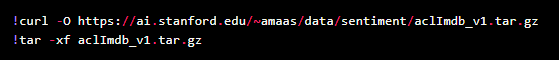 !curl -O https://ai.stanford.edu/~amaas/data/sentiment/aclImdb_v1.tar.gz
!tar -xf aclImdb_v1.tar.gz